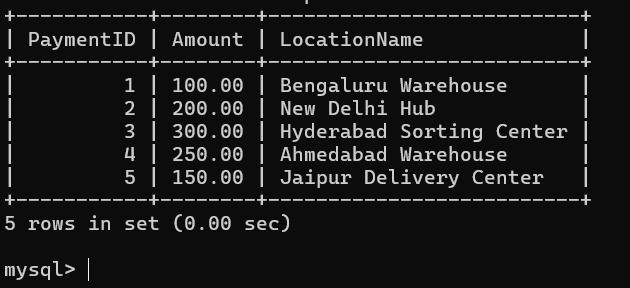 +-----------+--------+--------------------------+
| PaymentID | Amount | LocationName             |
+-----------+--------+--------------------------+
|         1 | 100.00 | Bengaluru Warehouse      |
|         2 | 200.00 | New Delhi Hub            |
|         3 | 300.00 | Hyderabad Sorting Center |
|         4 | 250.00 | Ahmedabad Warehouse      |
|         5 | 150.00 | Jaipur Delivery Center   |
+-----------+--------+--------------------------+
5 rows in set (0.00 sec)
mysql>